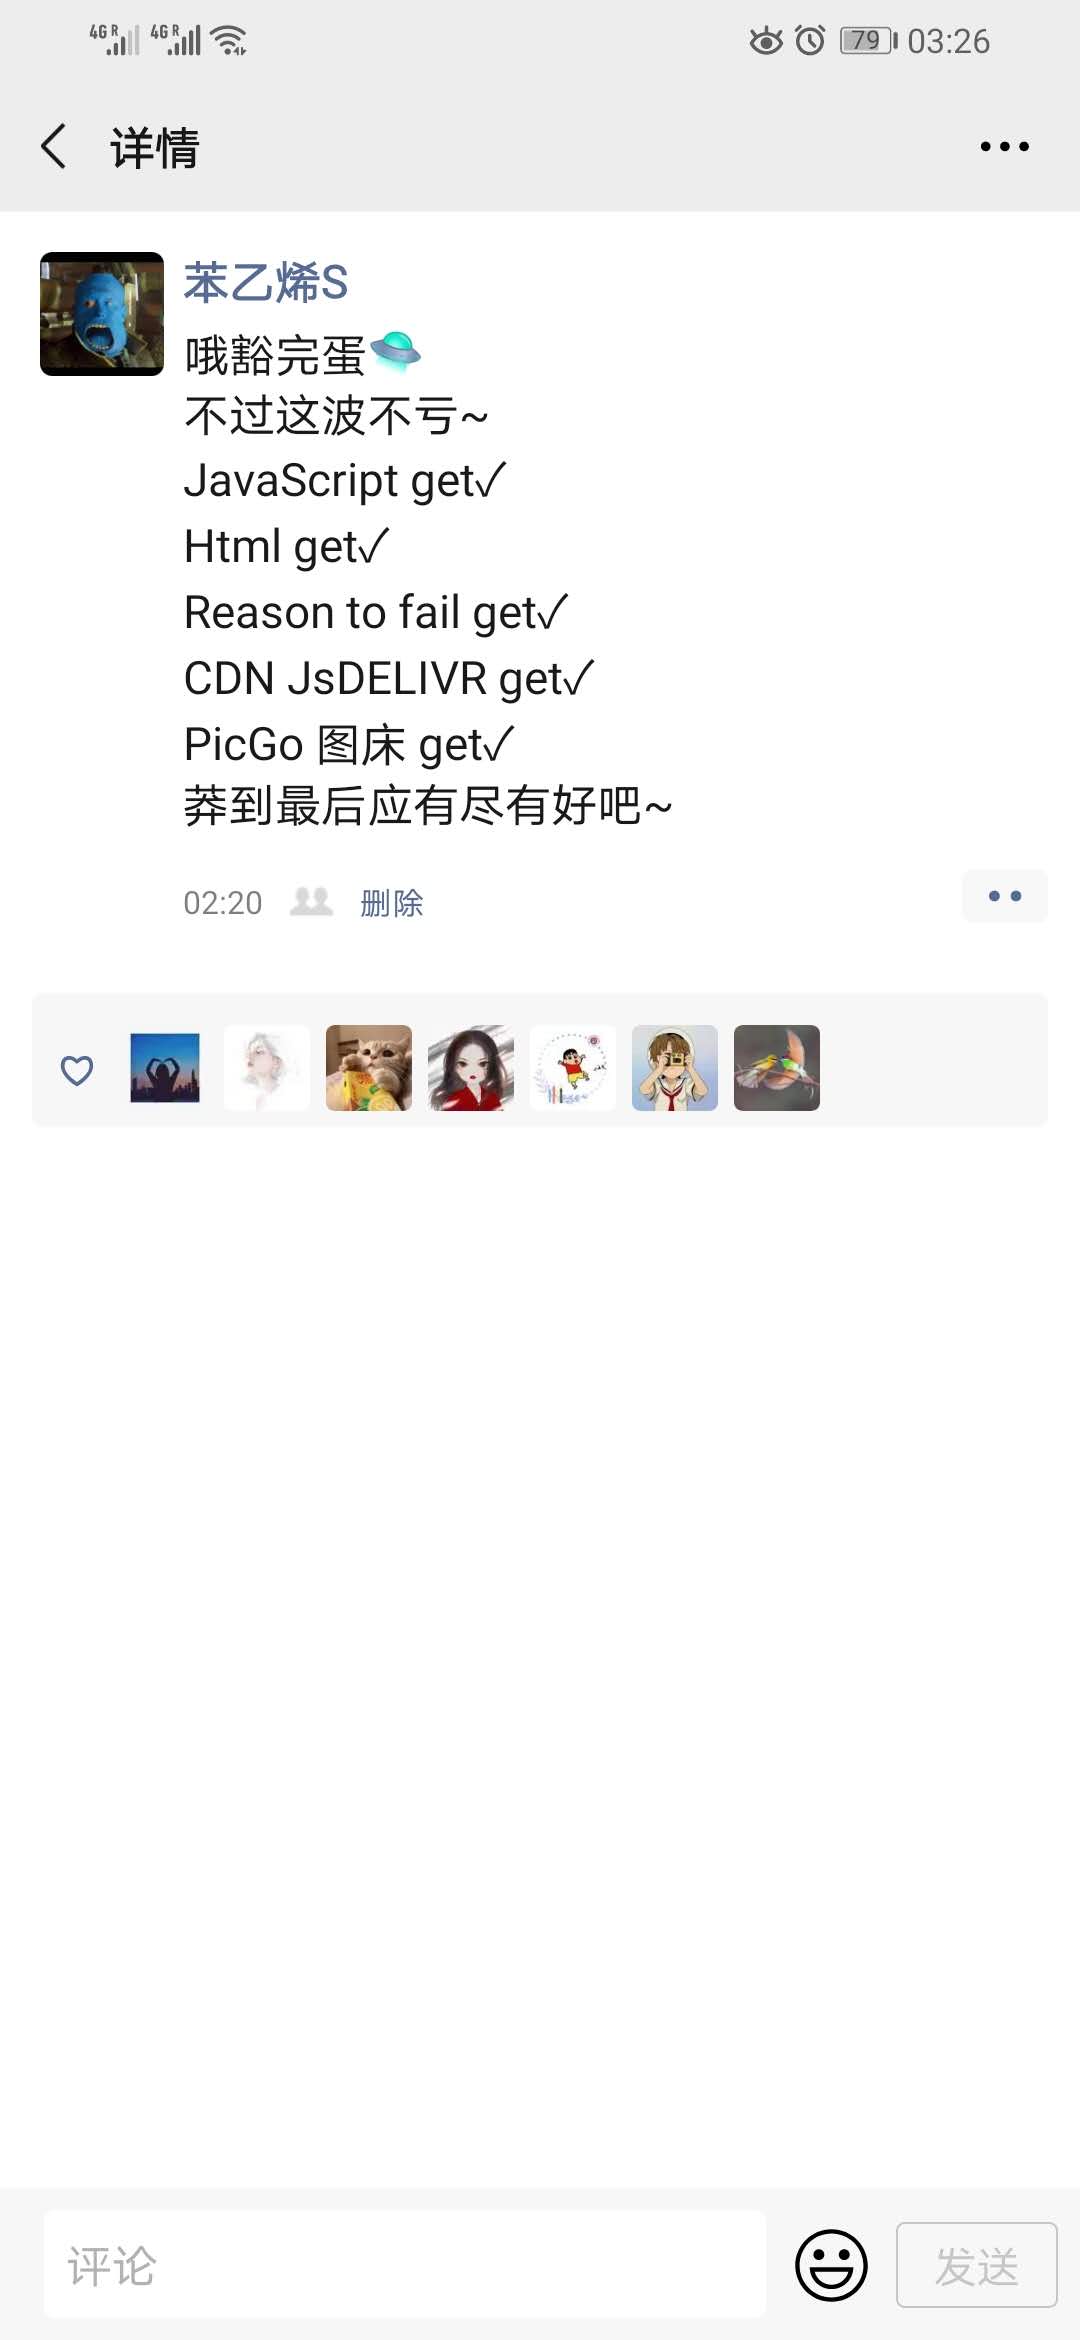 4G R 4G R 79 03:26
详情
苯乙烯S
哦豁完蛋🛸
不过这波不亏~
JavaScript get✓
Html get✓
Reason to fail get✓
CDN JsDELIVR get✓
PicGo 图床 get✓
莽到最后应有尽有好吧~
02:20 删除
评论 发送